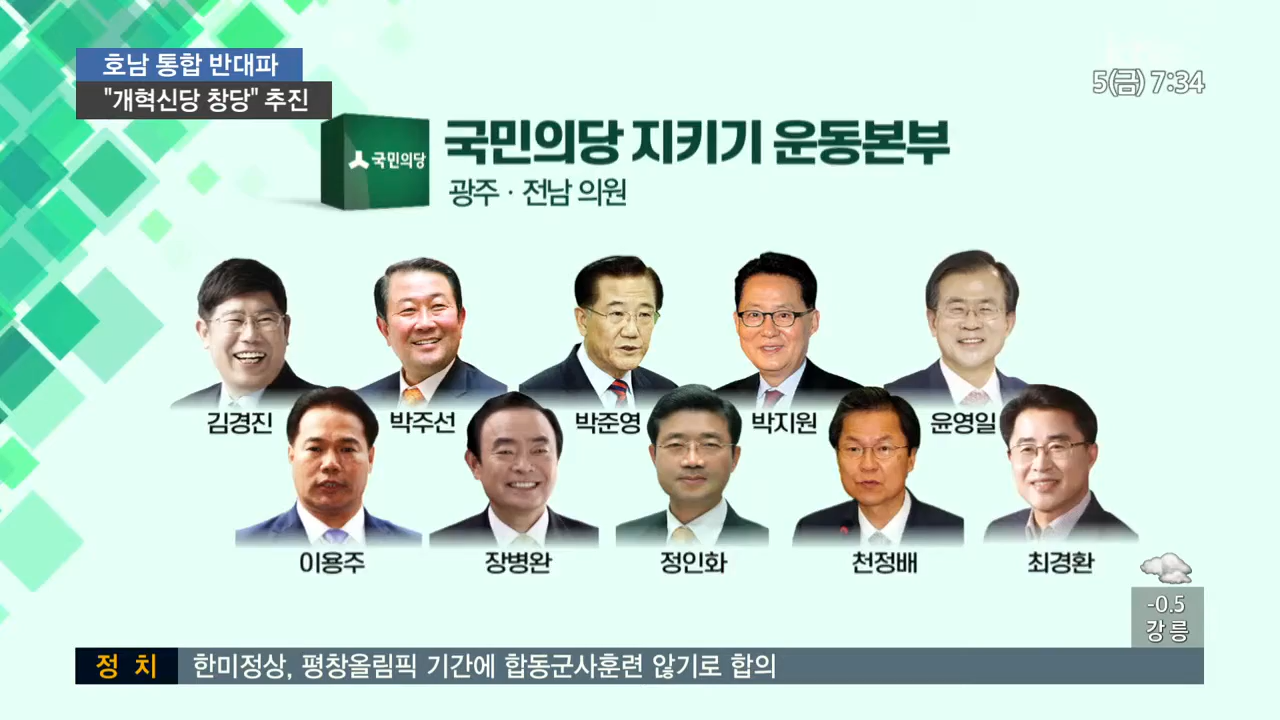 호남 통합 반대파
"개혁신당 창당" 추진
5(금) 7:34
국민의당
국민의당 지키기 운동본부
광주 · 전남 의원
김경진
박주선
박준영
박지원
윤영일
이용주
장병완
정인화
천정배
최경환
-0.5
강릉
정치
한미정상, 평창올림픽 기간에 합동군사훈련 않기로 합의